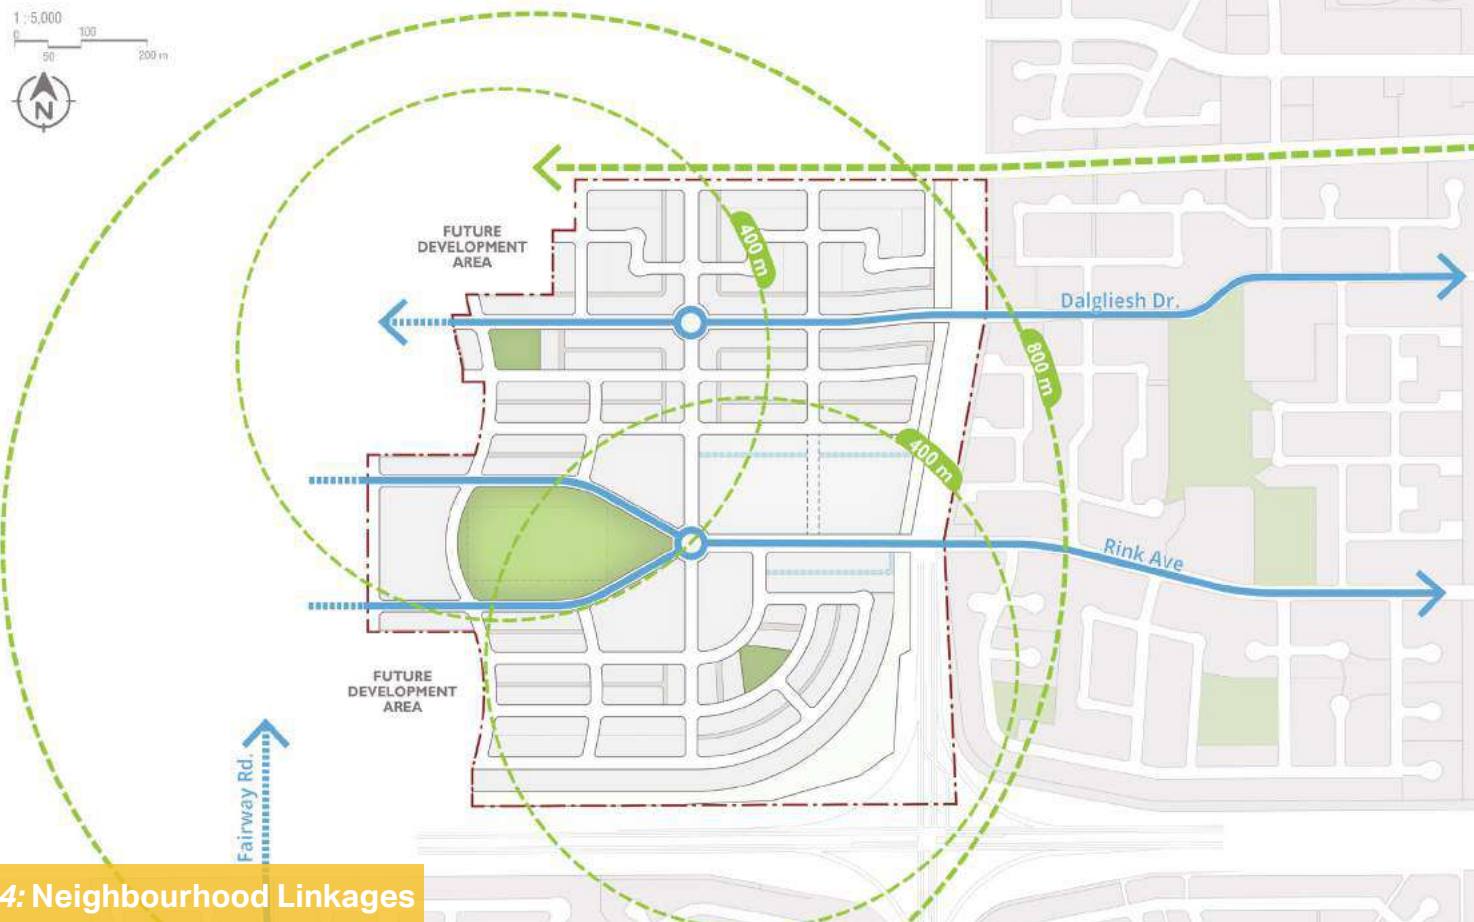 1 : 5,000
0
100
50
200 m
N
400 m
FUTURE
DEVELOPMENT
AREA
Dalgliesh Dr.
800 m
400 m
Rink Ave
FUTURE
DEVELOPMENT
AREA
Fairway Rd.
4: Neighbourhood Linkages